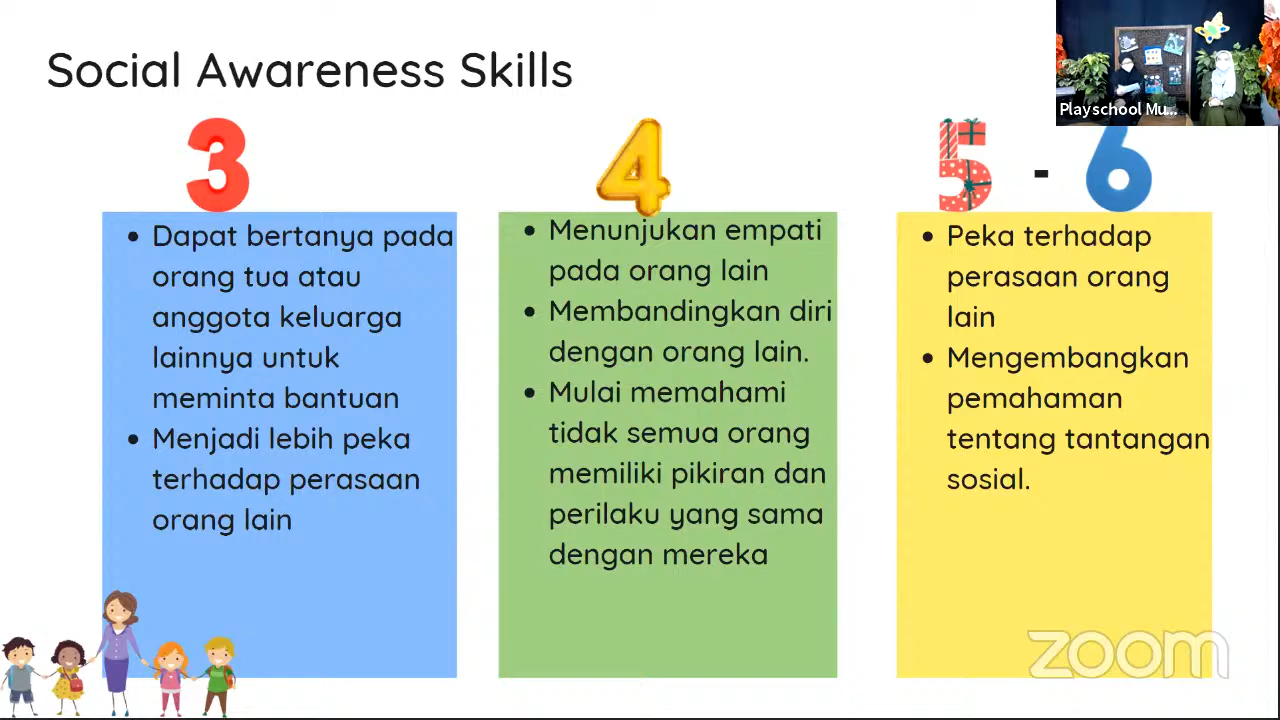 Social Awareness Skills
Playschool Mu...
3
Dapat bertanya pada
orang tua atau
anggota keluarga
lainnya untuk
meminta bantuan
Menjadi lebih peka
terhadap perasaan
orang lain
4
Menunjukan empati
pada orang lain
Membandingkan diri
dengan orang lain.
Mulai memahami
tidak semua orang
memiliki pikiran dan
perilaku yang sama
dengan mereka
5 - 6
Peka terhadap
perasaan orang
lain
Mengembangkan
pemahaman
tentang tantangan
sosial.
zoom